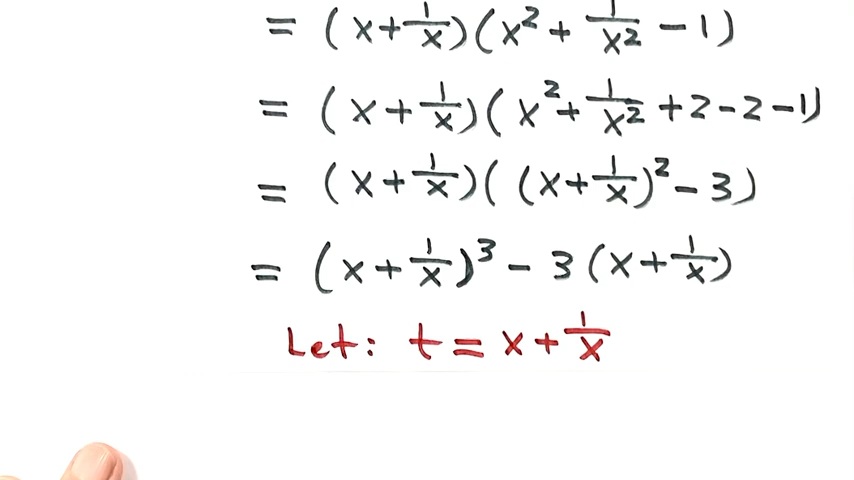 = (x+1/x)(x²+1/x²-1)
= (x+1/x)(x²+1/x²+2-2-1)
= (x+1/x)((x+1/x)²-3)
= (x+1/x)³-3(x+1/x)
Let: t=x+1/x